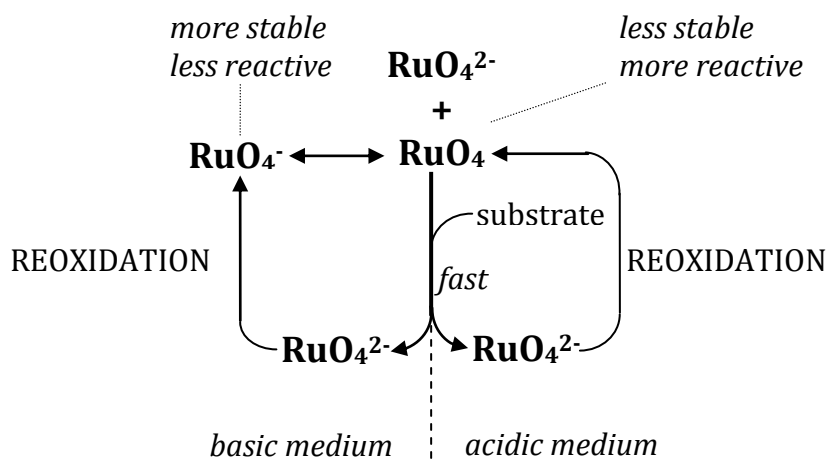 more stable
less reactive
less stable
more reactive
RuO₄²⁻
+
RuO₄⁻
RuO₄
substrate
REOXIDATION
REOXIDATION
fast
RuO₄²⁻
RuO₄²⁻
basic medium
acidic medium